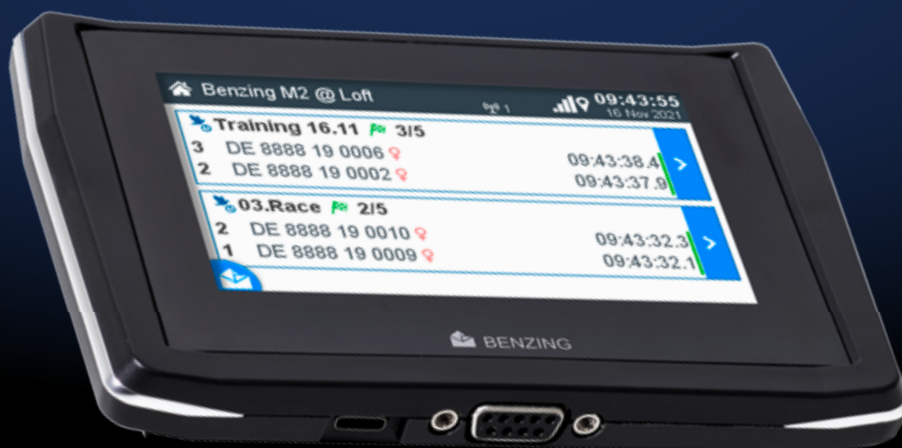 Benzing M2 @ Loft
1
09:43:55
16 Nov 2021
Training 16.11 3/5
3 DE 8888 19 0006 ♀ 09:43:38.4
2 DE 8888 19 0002 ♀ 09:43:37.9
03.Race 2/5
2 DE 8888 19 0010 ♀ 09:43:32.3
1 DE 8888 19 0009 ♀ 09:43:32.1
BENZING